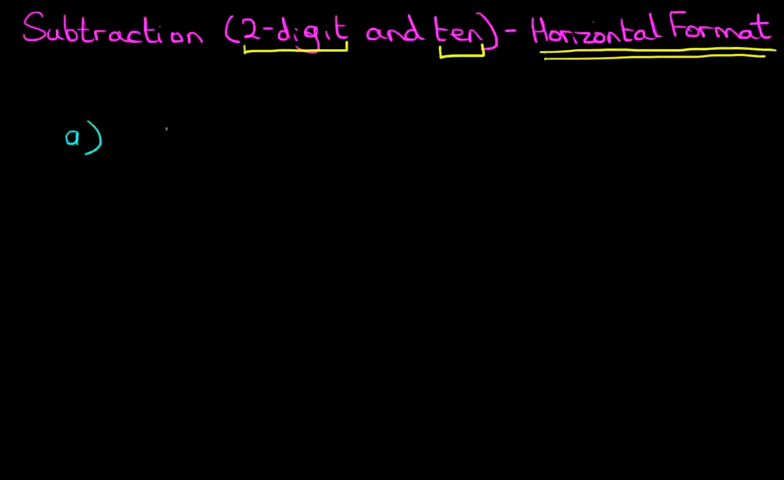 Subtraction (2-digit and ten) - Horizontal Format
a)